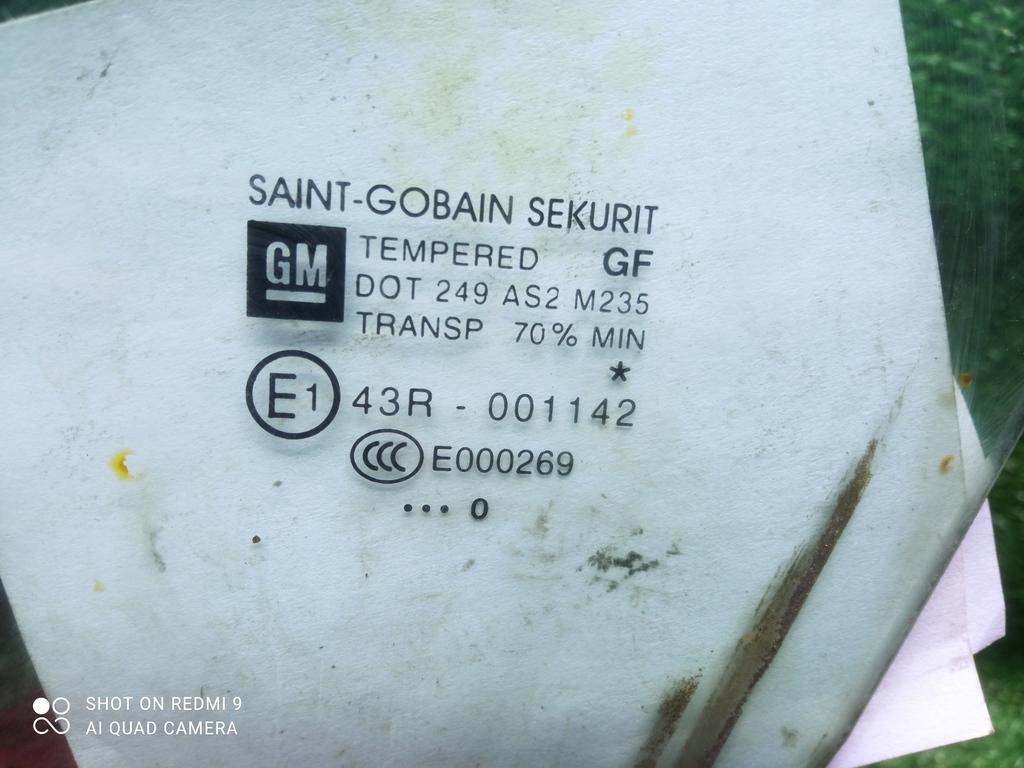 SAINT-GOBAIN SEKURIT
GM
TEMPERED GF
DOT 249 AS2 M235
TRANSP 70% MIN
*
E1 43R - 001142
CCC E000269
... 0
SHOT ON REDMI 9
AI QUAD CAMERA